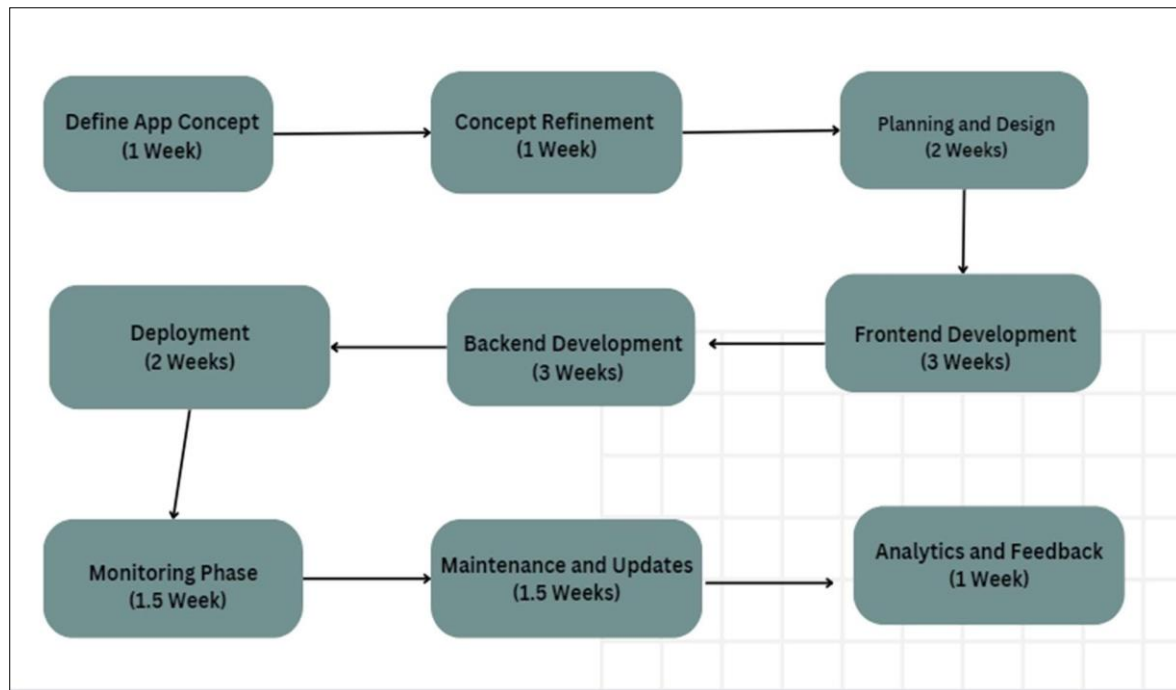 Define App Concept
(1 Week)
Concept Refinement
(1 Week)
Planning and Design
(2 Weeks)
Frontend Development
(3 Weeks)
Backend Development
(3 Weeks)
Deployment
(2 Weeks)
Monitoring Phase
(1.5 Week)
Maintenance and Updates
(1.5 Weeks)
Analytics and Feedback
(1 Week)